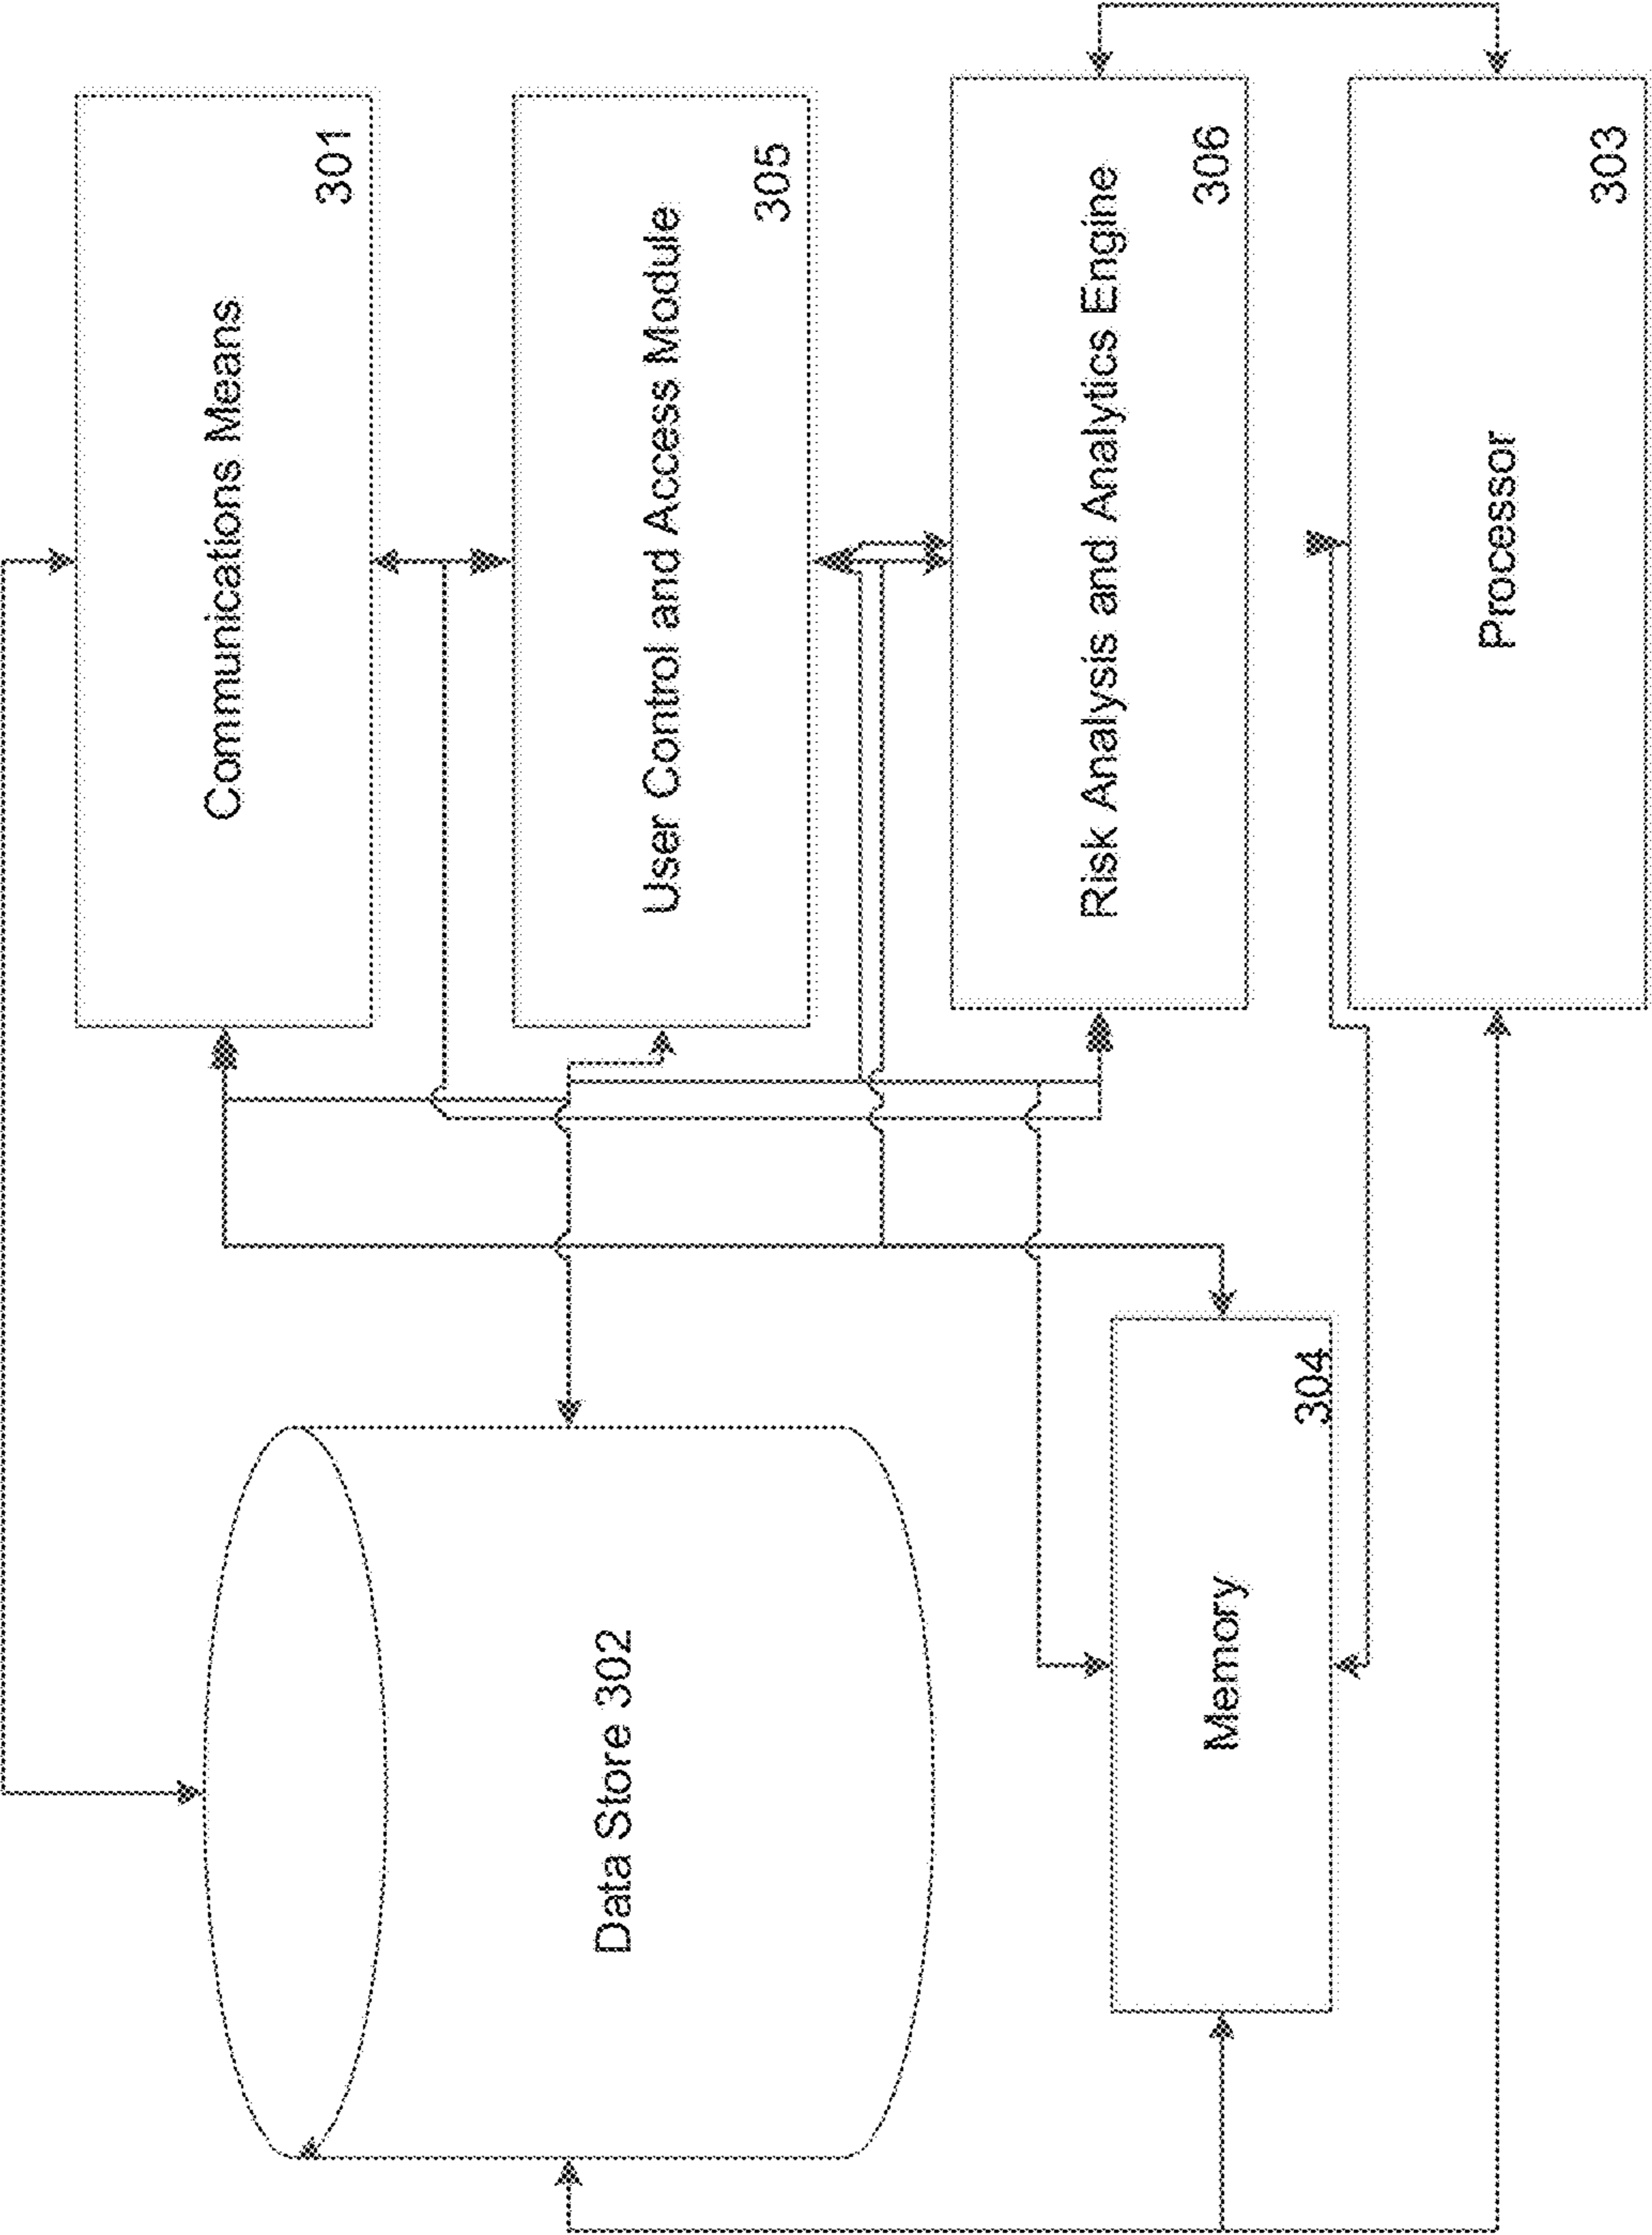 Communications Means
301
User Control and Access Module
305
Risk Analysis and Analytics Engine
306
Processor
303
Data Store 302
Memory
304